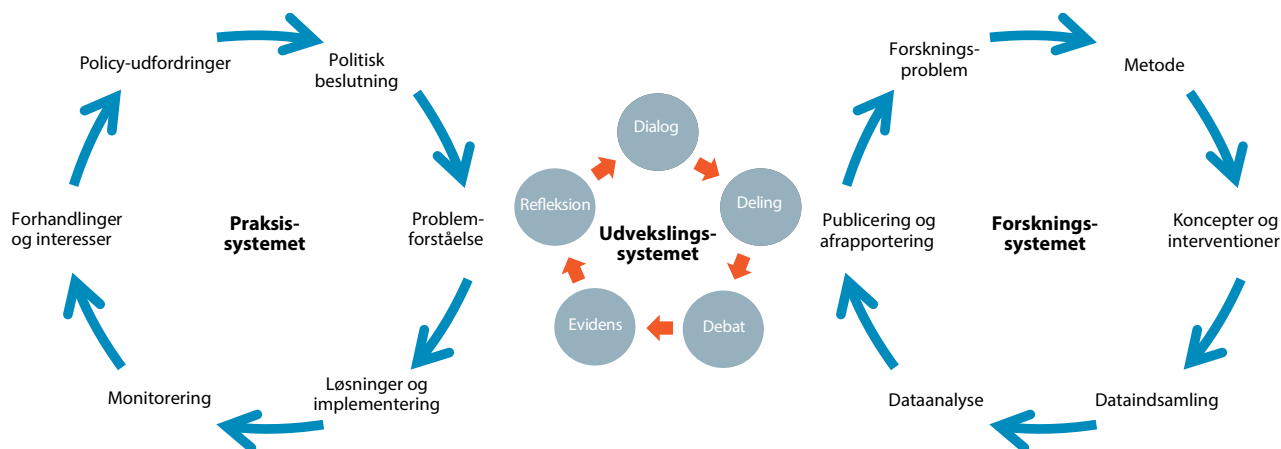 Policy-udfordringer
Politisk
beslutning
Problem-
forståelse
Løsninger og
implementering
Monitorering
Forhandlinger
og interesser
Praksis-
systemet
Dialog
Deling
Debat
Evidens
Refleksion
Udvekslings-
systemet
Forsknings-
problem
Metode
Koncepter og
interventioner
Dataindsamling
Dataanalyse
Publicering og
afrapportering
Forsknings-
systemet